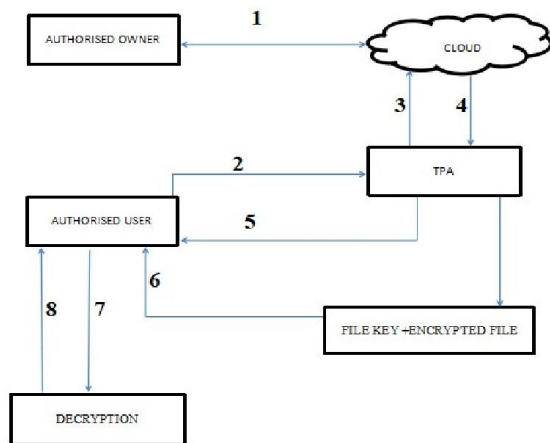 1
AUTHORISED OWNER
CLOUD
3
4
2
TPA
AUTHORISED USER
5
6
8
7
FILE KEY +ENCRYPTED FILE
DECRYPTION